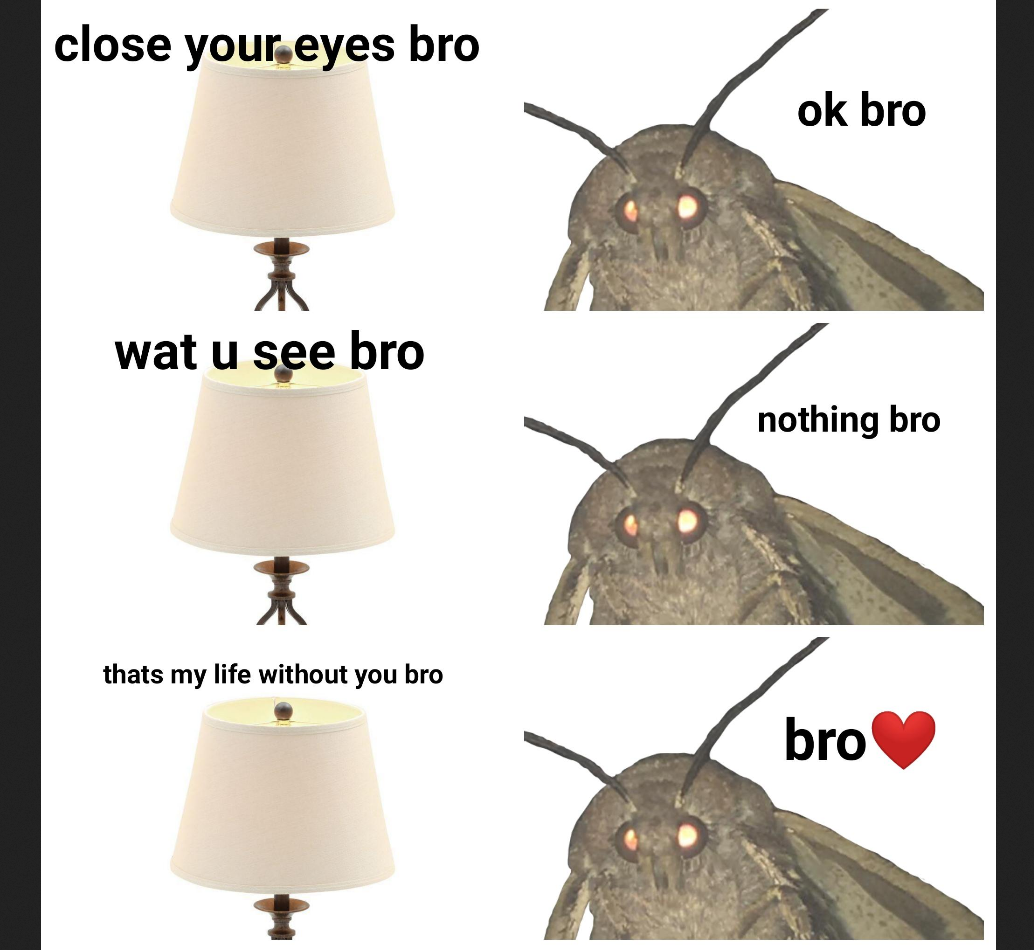 close your eyes bro
ok bro
wat u see bro
nothing bro
thats my life without you bro
bro❤️